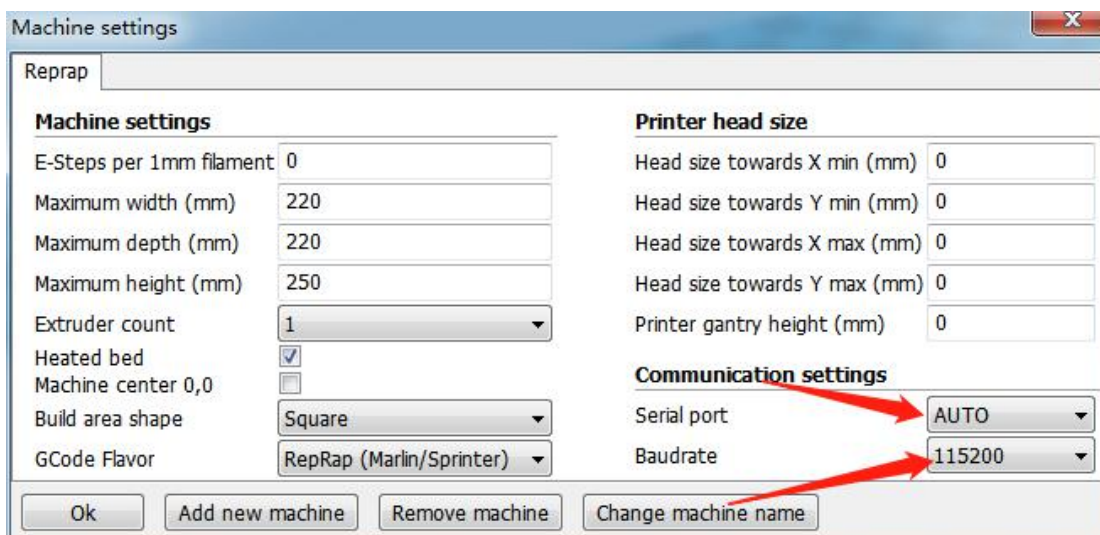 Machine settings
Reprap
Machine settings
E-Steps per 1mm filament 0
Maximum width (mm) 220
Maximum depth (mm) 220
Maximum height (mm) 250
Extruder count 1
Heated bed
Machine center 0,0
Build area shape Square
GCode Flavor RepRap (Marlin/Sprinter)
Printer head size
Head size towards X min (mm) 0
Head size towards Y min (mm) 0
Head size towards X max (mm) 0
Head size towards Y max (mm) 0
Printer gantry height (mm) 0
Communication settings
Serial port AUTO
Baudrate 115200
Ok Add new machine Remove machine Change machine name